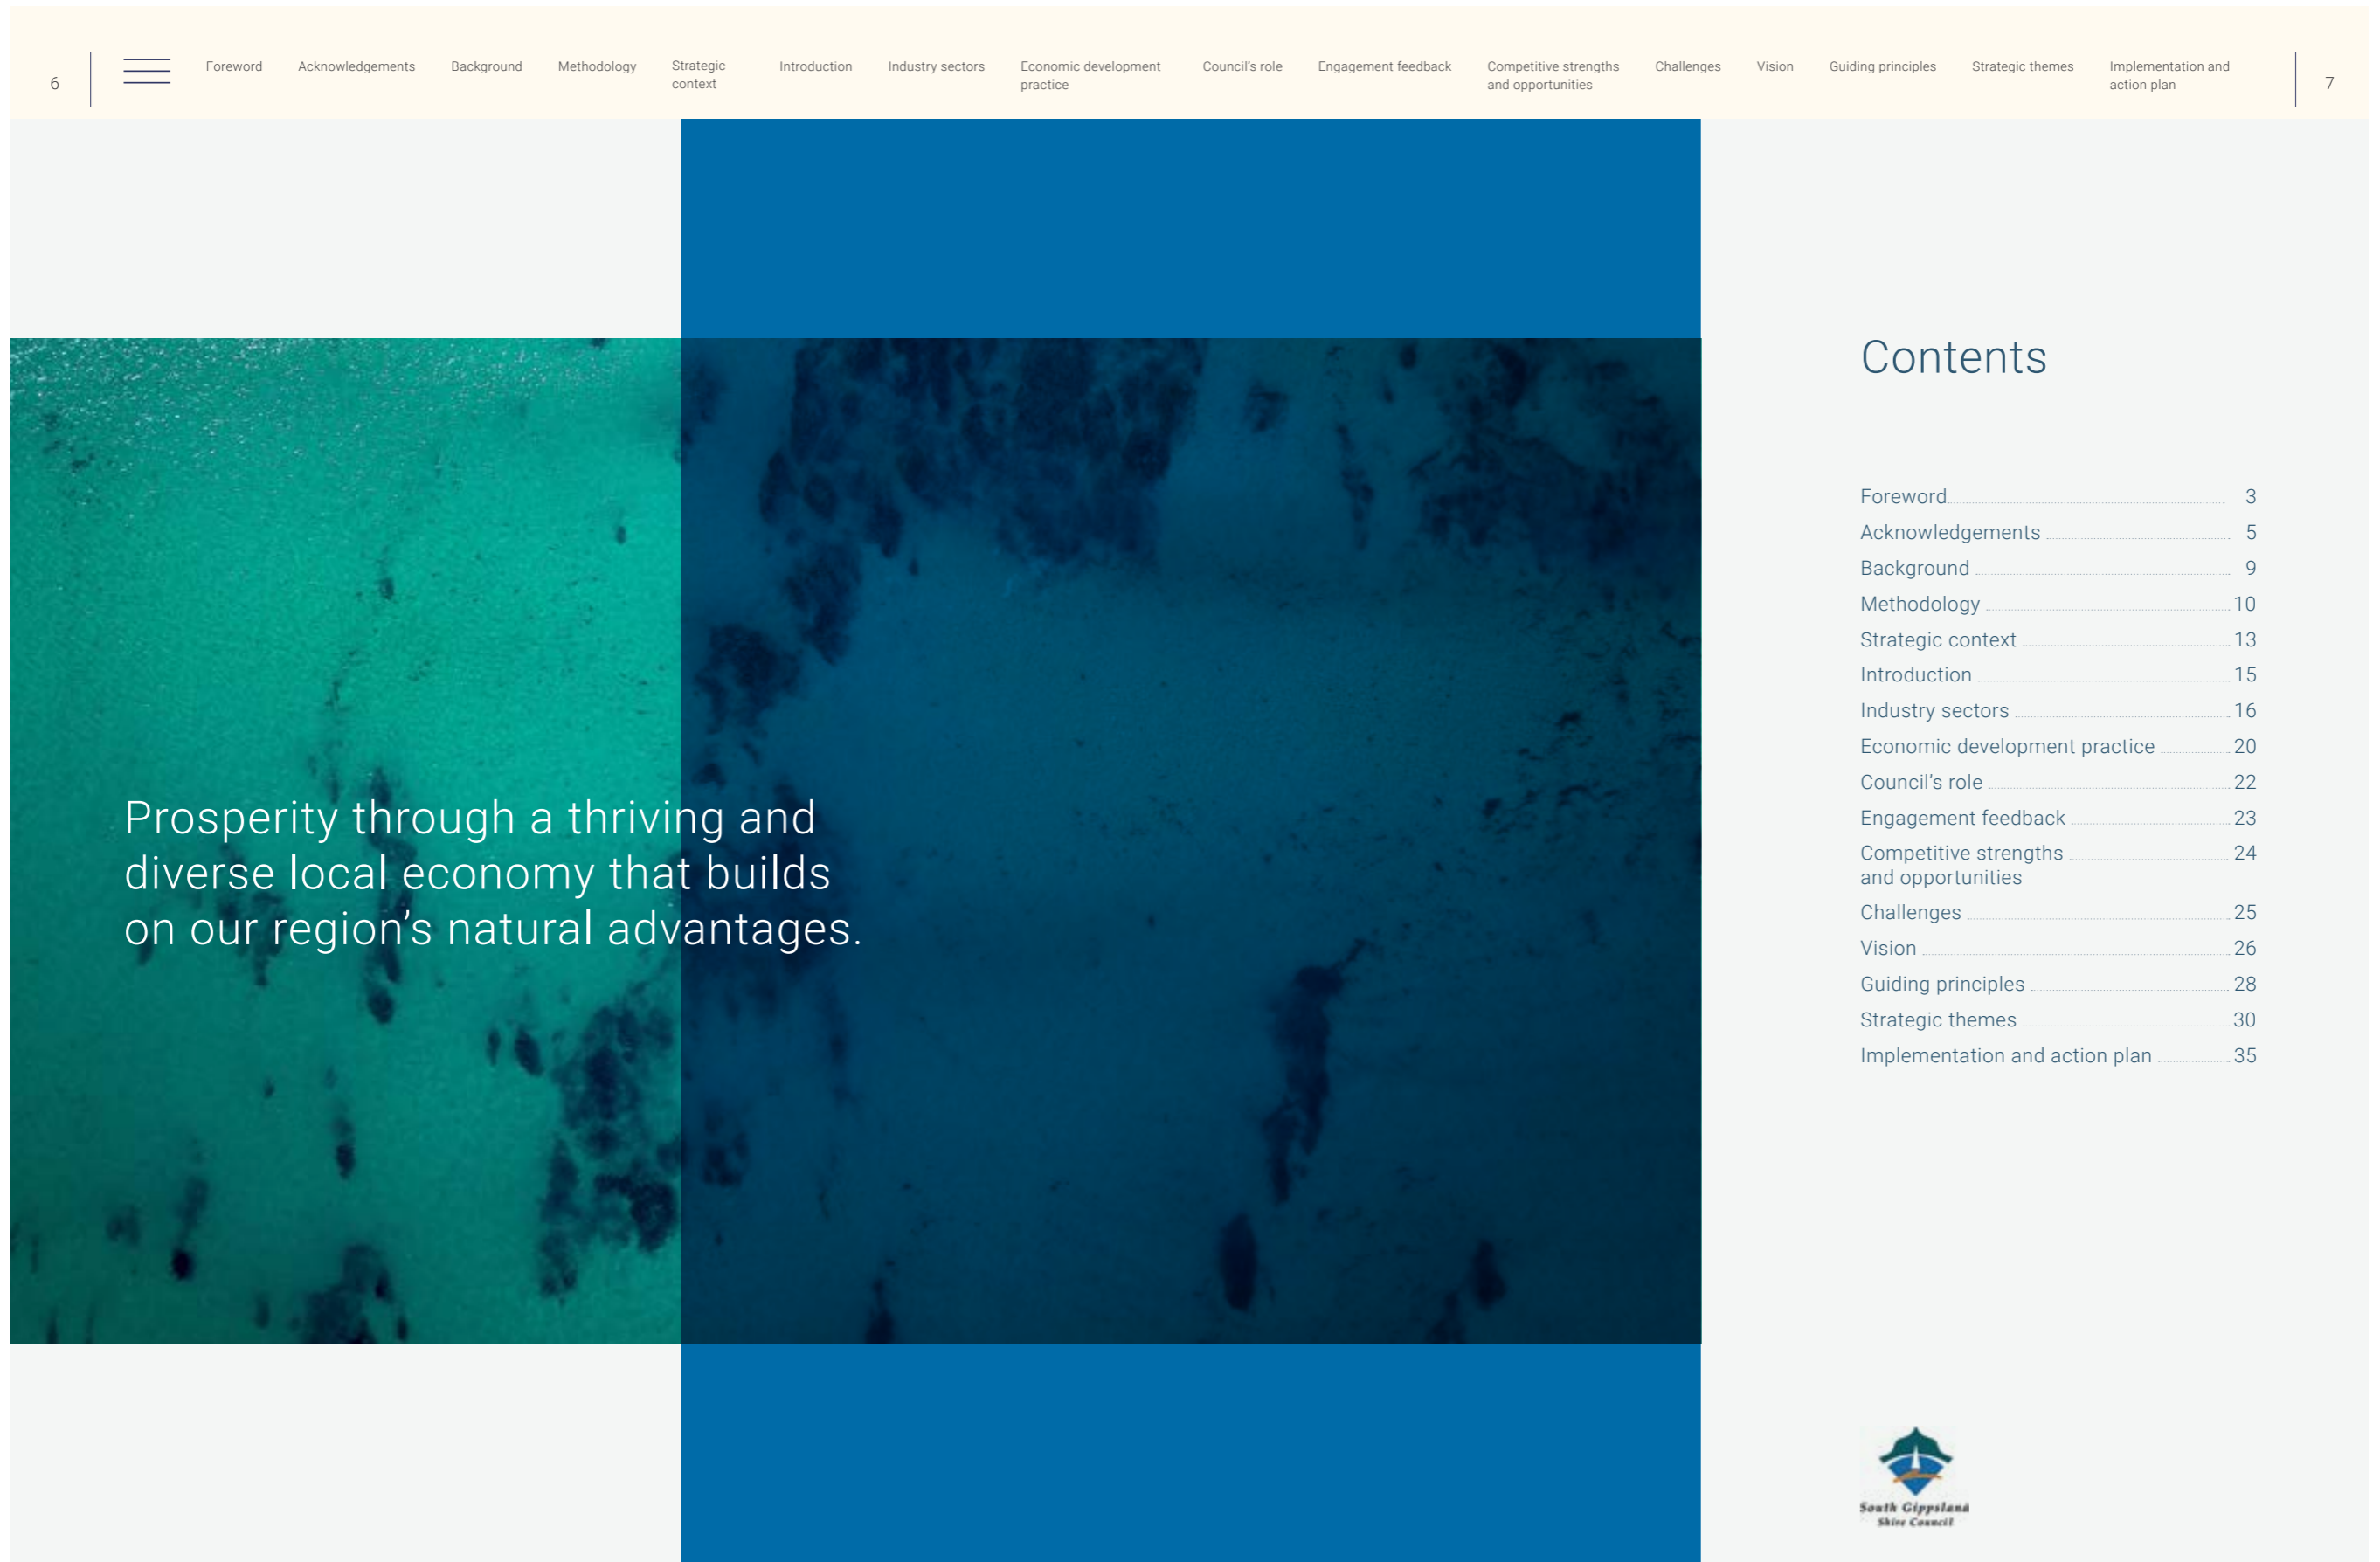 6
Foreword
Acknowledgements
Background
Methodology
Strategic
context
Introduction
Industry sectors
Economic development
practice
Council's role
Engagement feedback
Competitive strengths
and opportunities
Challenges
Vision
Guiding principles
Strategic themes
Implementation and
action plan
7
Prosperity through a thriving and
diverse local economy that builds
on our region's natural advantages.
Contents
Foreword 3
Acknowledgements 5
Background 9
Methodology 10
Strategic context 13
Introduction 15
Industry sectors 16
Economic development practice 20
Council's role 22
Engagement feedback 23
Competitive strengths 24
and opportunities
Challenges 25
Vision 26
Guiding principles 28
Strategic themes 30
Implementation and action plan 35
South Gippsland
Shire Council